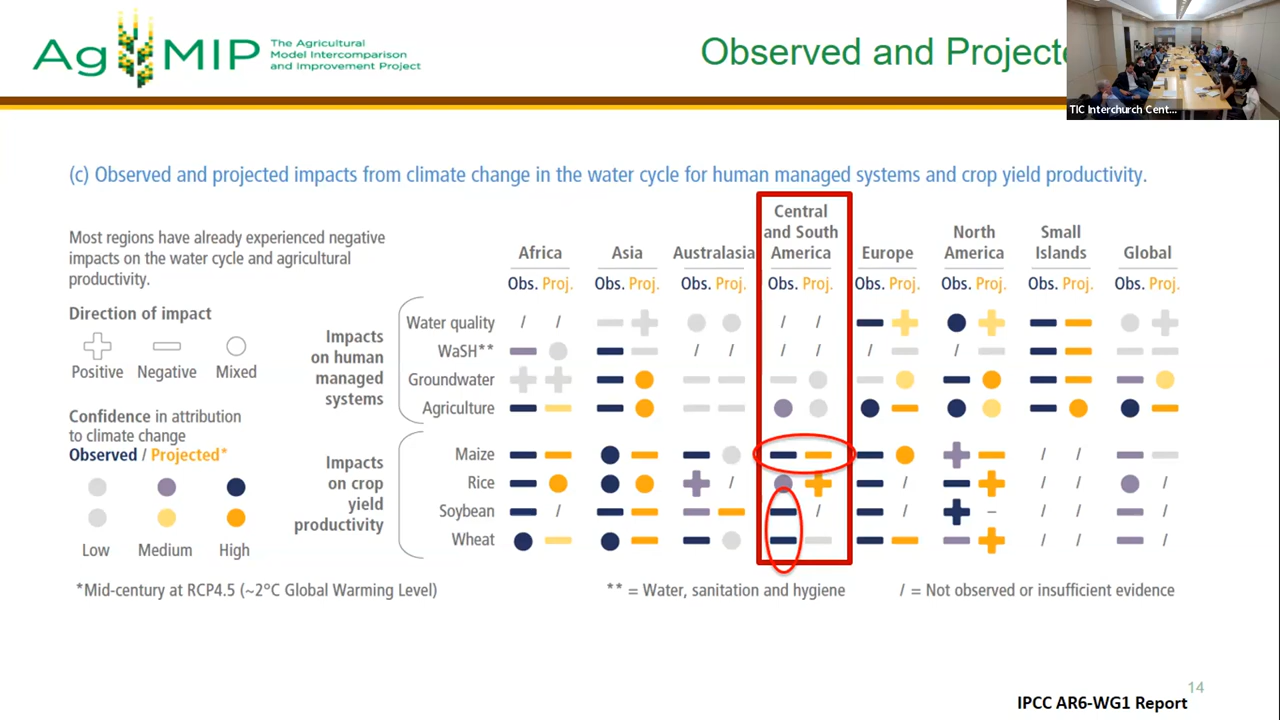 AgMIP
The Agricultural
Model Intercomparison
and Improvement Project
Observed and Projecte
TIC Interchurch Cent...
(c) Observed and projected impacts from climate change in the water cycle for human managed systems and crop yield productivity.
Most regions have already experienced negative
impacts on the water cycle and agricultural
productivity.
Direction of impact
Positive Negative Mixed
Confidence in attribution
to climate change
Observed / Projected*
Low Medium High
Africa Asia Australasia Central and South America Europe North America Small Islands Global
Obs. Proj. Obs. Proj. Obs. Proj. Obs. Proj. Obs. Proj. Obs. Proj. Obs. Proj. Obs. Proj.
Impacts
on human
managed
systems
Water quality / / / /
WaSH** / / / / / /
Groundwater
Agriculture
Impacts
on crop
yield
productivity
Maize / /
Rice / / / / /
Soybean / / / – / / /
Wheat / / /
*Mid-century at RCP4.5 (~2°C Global Warming Level)
** = Water, sanitation and hygiene
/ = Not observed or insufficient evidence
14
IPCC AR6-WG1 Report